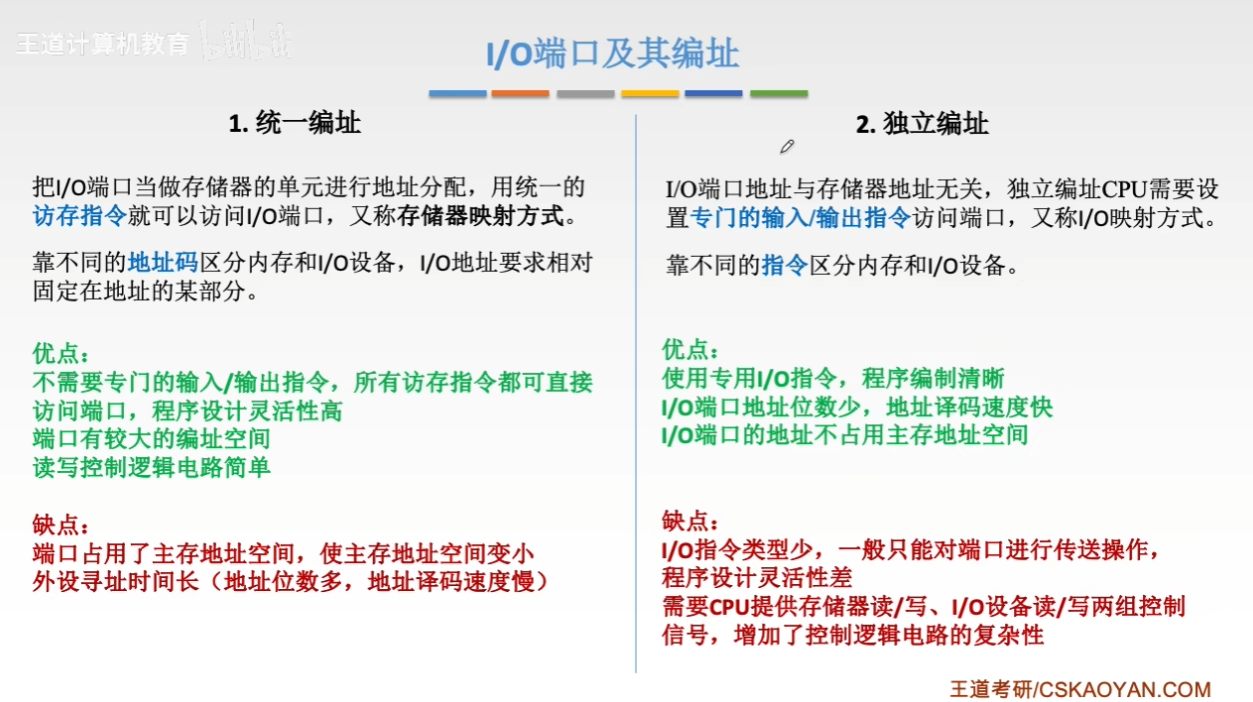 王道计算机教育
I/O端口及其编址
1. 统一编址
把I/O端口当做存储器的单元进行地址分配，用统一的
访存指令就可以访问I/O端口，又称存储器映射方式。
靠不同的地址码区分内存和I/O设备，I/O地址要求相对
固定在地址的某部分。
优点：
不需要专门的输入/输出指令，所有访存指令都可直接
访问端口，程序设计灵活性高
端口有较大的编址空间
读写控制逻辑电路简单
缺点：
端口占用了主存地址空间，使主存地址空间变小
外设寻址时间长（地址位数多，地址译码速度慢）
2. 独立编址
I/O端口地址与存储器地址无关，独立编址CPU需要设
置专门的输入/输出指令访问端口，又称I/O映射方式。
靠不同的指令区分内存和I/O设备。
优点：
使用专用I/O指令，程序编制清晰
I/O端口地址位数少，地址译码速度快
I/O端口的地址不占用主存地址空间
缺点：
I/O指令类型少，一般只能对端口进行传送操作，
程序设计灵活性差
需要CPU提供存储器读/写、I/O设备读/写两组控制
信号，增加了控制逻辑电路的复杂性
王道考研/CSKAOYAN.COM